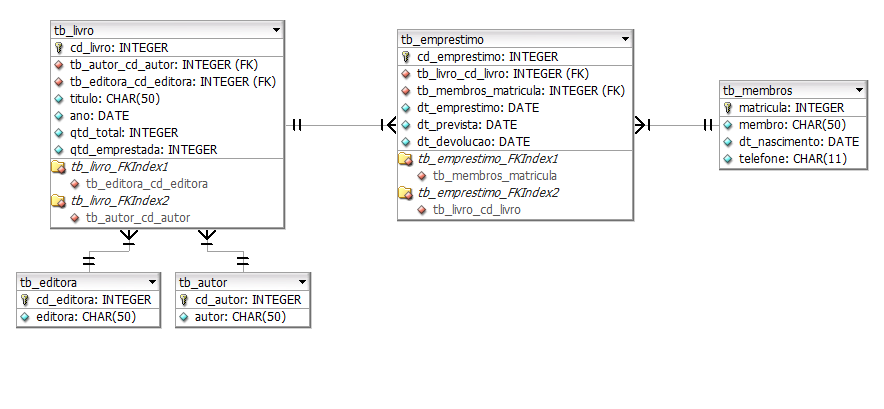 tb_livro
cd_livro: INTEGER
tb_autor_cd_autor: INTEGER (FK)
tb_editora_cd_editora: INTEGER (FK)
titulo: CHAR(50)
ano: DATE
qtd_total: INTEGER
qtd_emprestada: INTEGER
tb_livro_FKIndex1
tb_editora_cd_editora
tb_livro_FKIndex2
tb_autor_cd_autor
tb_emprestimo
cd_emprestimo: INTEGER
tb_livro_cd_livro: INTEGER (FK)
tb_membros_matricula: INTEGER (FK)
dt_emprestimo: DATE
dt_prevista: DATE
dt_devolucao: DATE
tb_emprestimo_FKIndex1
tb_membros_matricula
tb_emprestimo_FKIndex2
tb_livro_cd_livro
tb_membros
matricula: INTEGER
membro: CHAR(50)
dt_nascimento: DATE
telefone: CHAR(11)
tb_editora
cd_editora: INTEGER
editora: CHAR(50)
tb_autor
cd_autor: INTEGER
autor: CHAR(50)